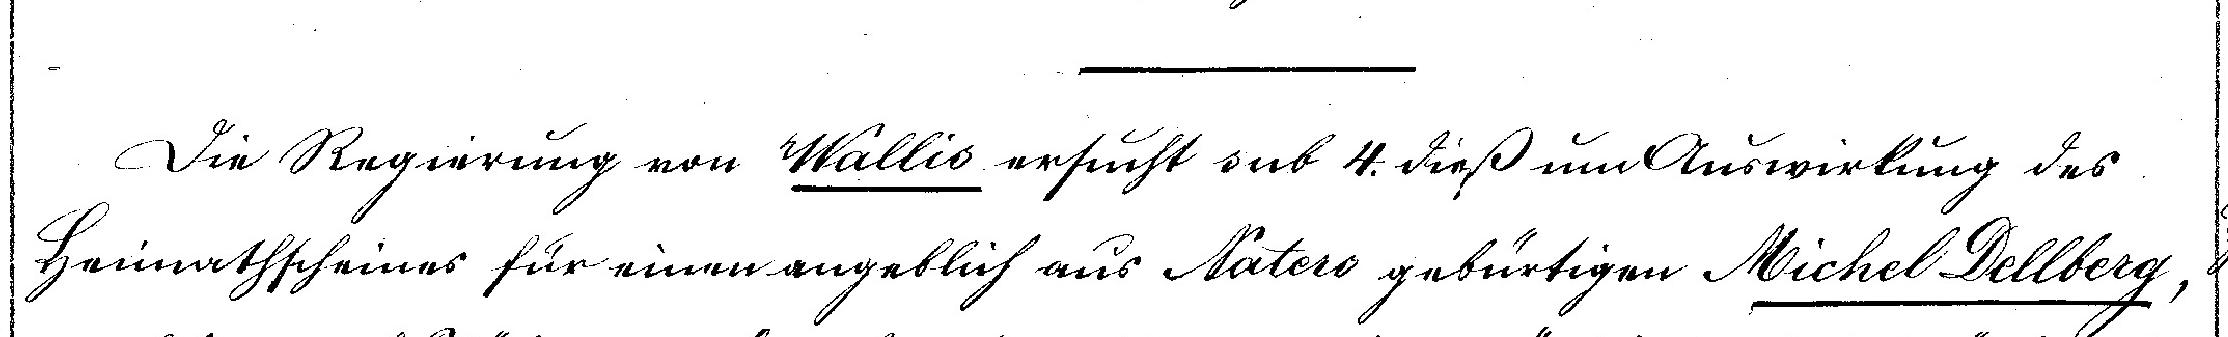 Die Regierung von Wallis ersucht sub 4. dieß um Auswirkung des
Heimathscheines für einen angeblich aus Naters gebürtigen Michel Dellberg,